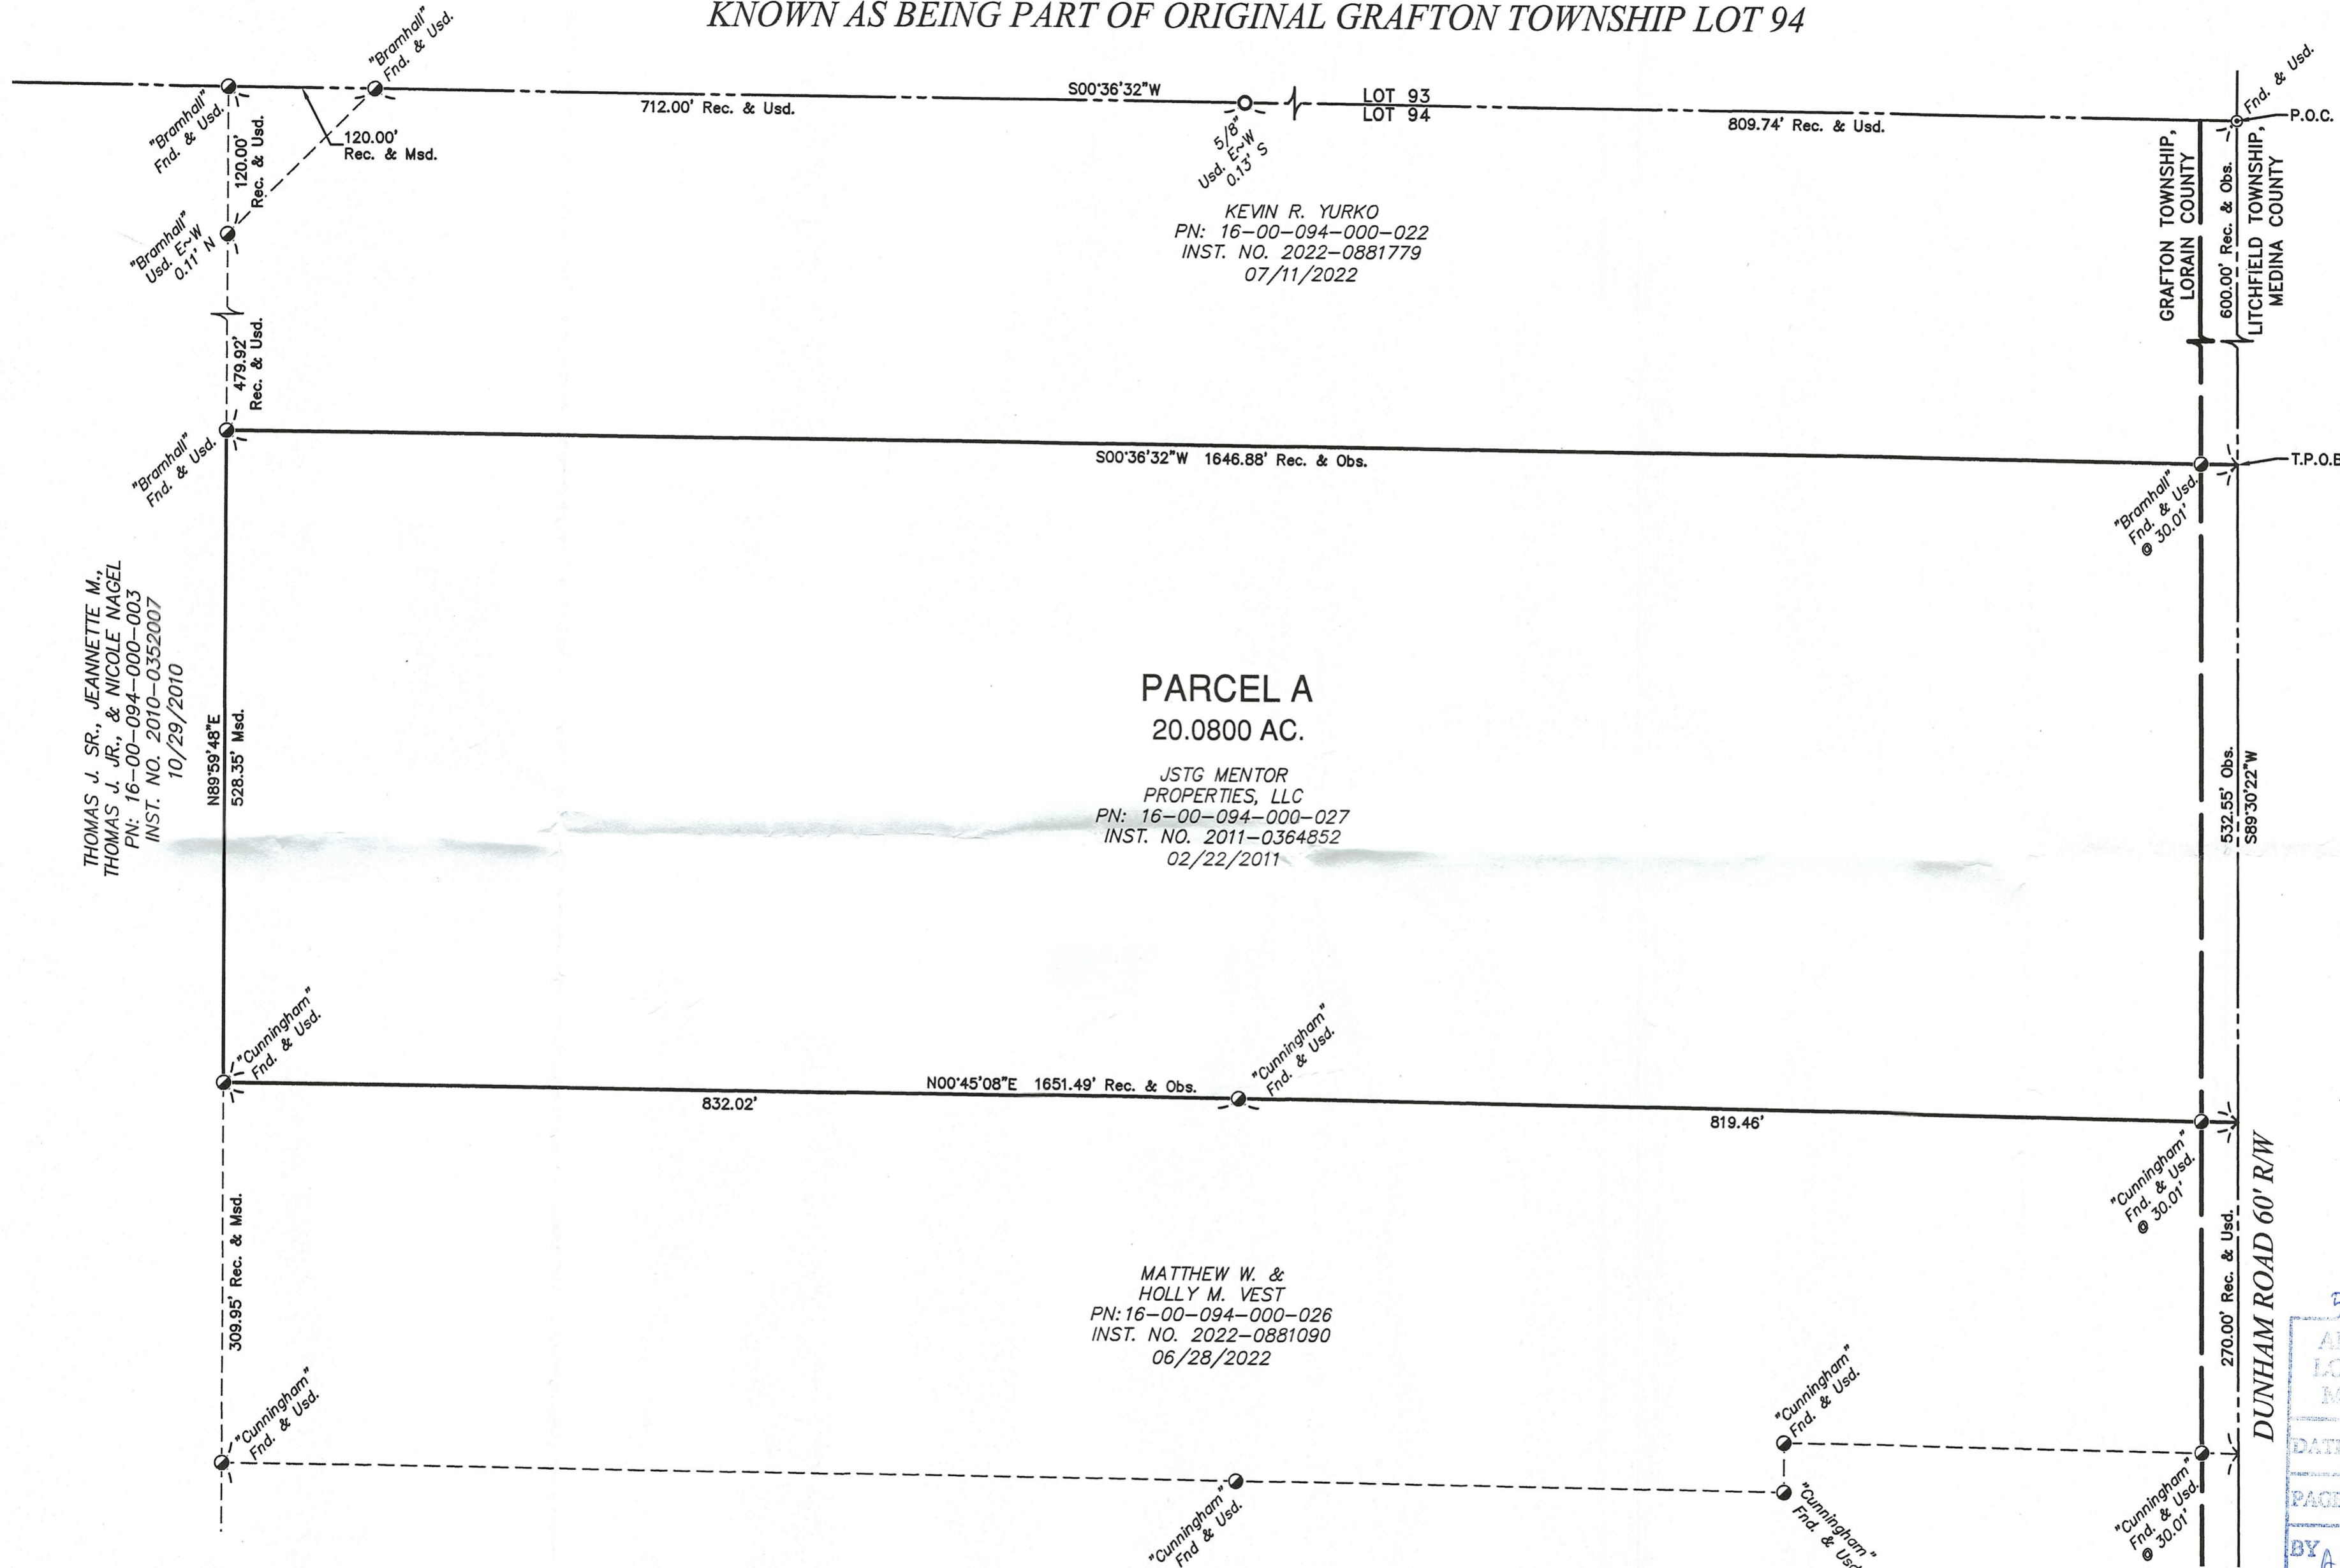 KNOWN AS BEING PART OF ORIGINAL GRAFTON TOWNSHIP LOT 94
"Bramhall"
Fnd. & Usd.
"Bramhall"
Fnd. & Usd.
120.00'
Rec. & Usd.
120.00'
Rec. & Msd.
712.00' Rec. & Usd.
S00°36'32"W
5/8"
Usd. E~W
0.13' S
LOT 93
LOT 94
809.74' Rec. & Usd.
Fnd. & Usd.
P.O.C.
GRAFTON TOWNSHIP,
LORAIN COUNTY
600.00' Rec. & Obs.
LITCHFIELD TOWNSHIP,
MEDINA COUNTY
"Bramhall"
Usd. E~W
0.11' N
KEVIN R. YURKO
PN: 16-00-094-000-022
INST. NO. 2022-0881779
07/11/2022
479.92'
Rec. & Usd.
"Bramhall"
Fnd. & Usd.
S00°36'32"W 1646.88' Rec. & Obs.
"Bramhall"
Fnd. & Usd.
@ 30.01'
T.P.O.B
THOMAS J. SR., JEANNETTE M.,
THOMAS J. JR., & NICOLE NAGEL
PN: 16-00-094-000-003
INST. NO. 2010-0352007
10/29/2010
N89°59'48"E
528.35' Msd.
PARCEL A
20.0800 AC.
JSTG MENTOR
PROPERTIES, LLC
PN: 16-00-094-000-027
INST. NO. 2011-0364852
02/22/2011
532.55' Obs.
S89°30'22"W
"Cunningham"
Fnd. & Usd.
N00°45'08"E 1651.49' Rec. & Obs.
832.02'
"Cunningham"
Fnd. & Usd.
819.46'
"Cunningham"
Fnd. & Usd.
@ 30.01'
309.95' Rec. & Msd.
MATTHEW W. &
HOLLY M. VEST
PN:16-00-094-000-026
INST. NO. 2022-0881090
06/28/2022
270.00' Rec. & Usd.
DUNHAM ROAD 60' R/W
"Cunningham"
Fnd. & Usd.
"Cunningham"
Fnd & Usd.
"Cunningham"
Fnd. & Usd.
"Cunningham"
Fnd. & Usd
"Cunningham"
Fnd. & Usd.
@ 30.01'
DATE
PAGE
BY